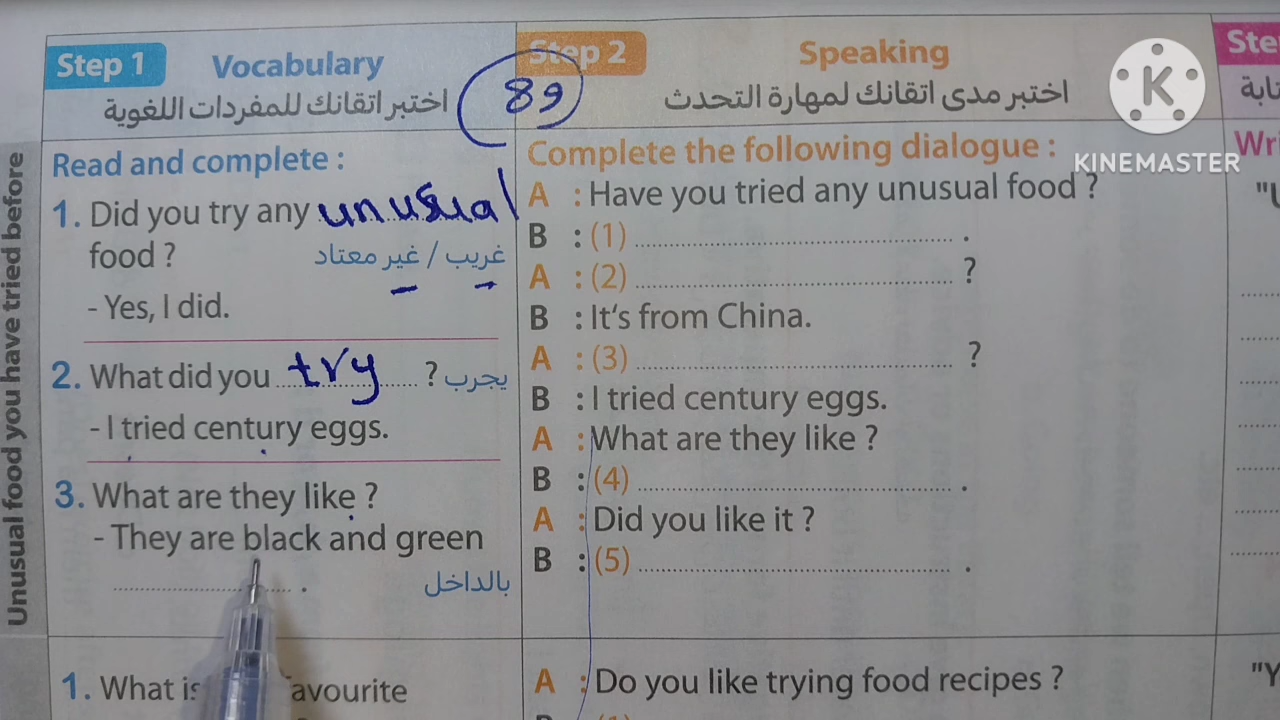 Step 1 Vocabulary
اختبر اتقانك للمفردات اللغوية
89
Step 2 Speaking
اختبر مدى اتقانك لمهارة التحدث
KINEMASTER
Unusual food you have tried before
Read and complete :
1. Did you try any unusual
food ? غريب / غير معتاد
- Yes, I did.
2. What did you try ? يجرب
- I tried century eggs.
3. What are they like ?
- They are black and green
بالداخل .
1. What is favourite
Complete the following dialogue :
A : Have you tried any unusual food ?
B : (1) .
A : (2) ?
B : It's from China.
A : (3) ?
B : I tried century eggs.
A : What are they like ?
B : (4) .
A : Did you like it ?
B : (5) .
A : Do you like trying food recipes ?